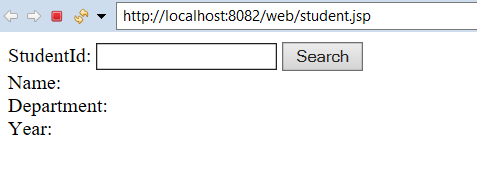 http://localhost:8082/web/student.jsp
StudentId: Search
Name:
Department:
Year: